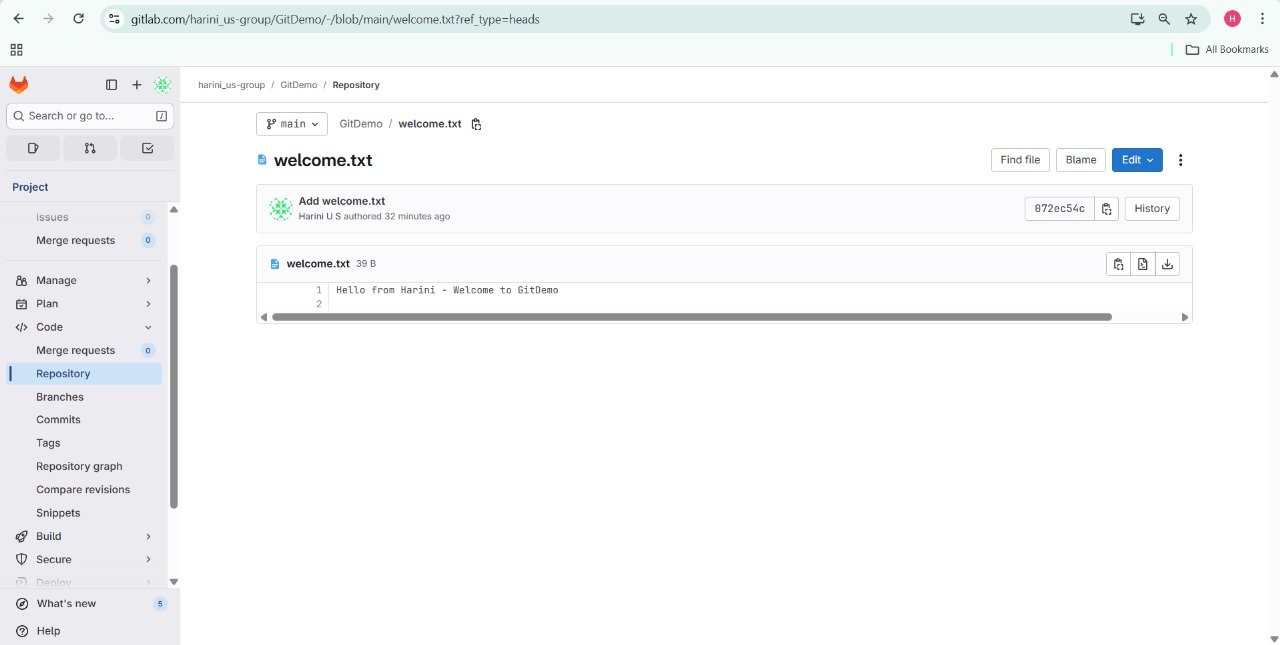 gitlab.com/harini_us-group/GitDemo/-/blob/main/welcome.txt?ref_type=heads
H
All Bookmarks
harini_us-group / GitDemo / Repository
Search or go to... /
main GitDemo / welcome.txt
welcome.txt
Find file Blame Edit
Project
Add welcome.txt
Harini U S authored 32 minutes ago
072ec54c History
Issues 0
Merge requests 0
welcome.txt 39 B
1 Hello from Harini - Welcome to GitDemo
2
Manage
Plan
Code
Merge requests 0
Repository
Branches
Commits
Tags
Repository graph
Compare revisions
Snippets
Build
Secure
Deploy
What's new 5
Help